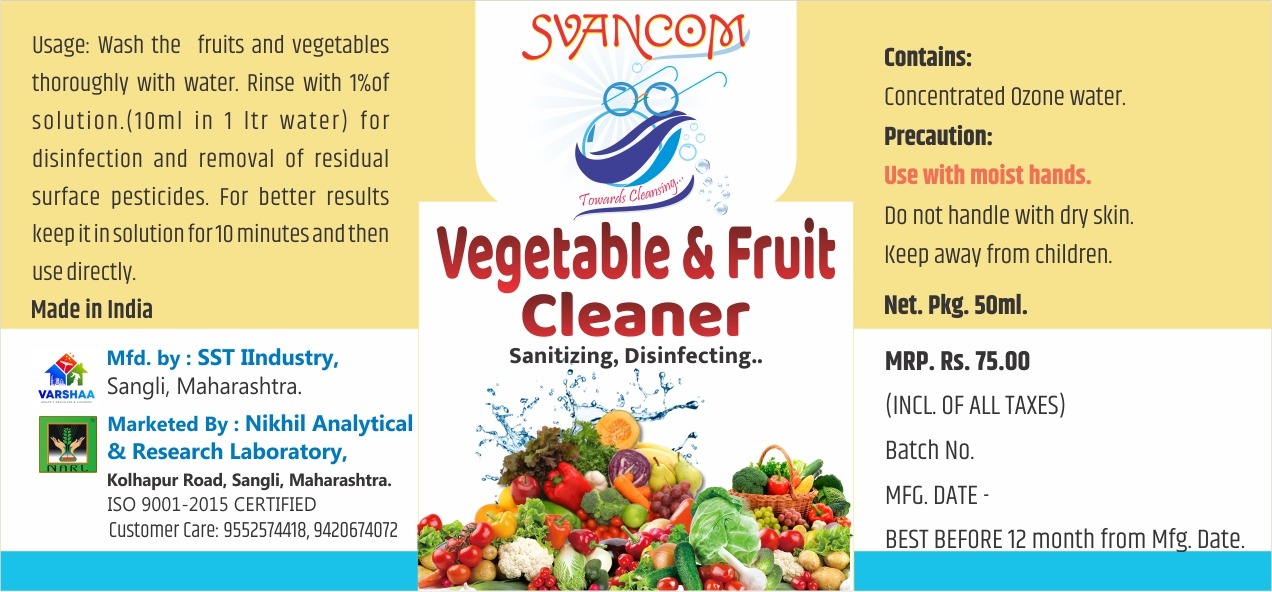 Usage: Wash the fruits and vegetables
thoroughly with water. Rinse with 1%of
solution.(10ml in 1 ltr water) for
disinfection and removal of residual
surface pesticides. For better results
keep it in solution for 10 minutes and then
use directly.
Made in India
VARSHAA
Mfd. by : SST IIndustry,
Sangli, Maharashtra.
NARL
Marketed By : Nikhil Analytical
& Research Laboratory,
Kolhapur Road, Sangli, Maharashtra.
ISO 9001-2015 CERTIFIED
Customer Care: 9552574418, 9420674072
SVANCOM
Towards Cleansing...
Vegetable & Fruit
Cleaner
Sanitizing, Disinfecting..
Contains:
Concentrated Ozone water.
Precaution:
Use with moist hands.
Do not handle with dry skin.
Keep away from children.
Net. Pkg. 50ml.
MRP. Rs. 75.00
(INCL. OF ALL TAXES)
Batch No.
MFG. DATE -
BEST BEFORE 12 month from Mfg. Date.